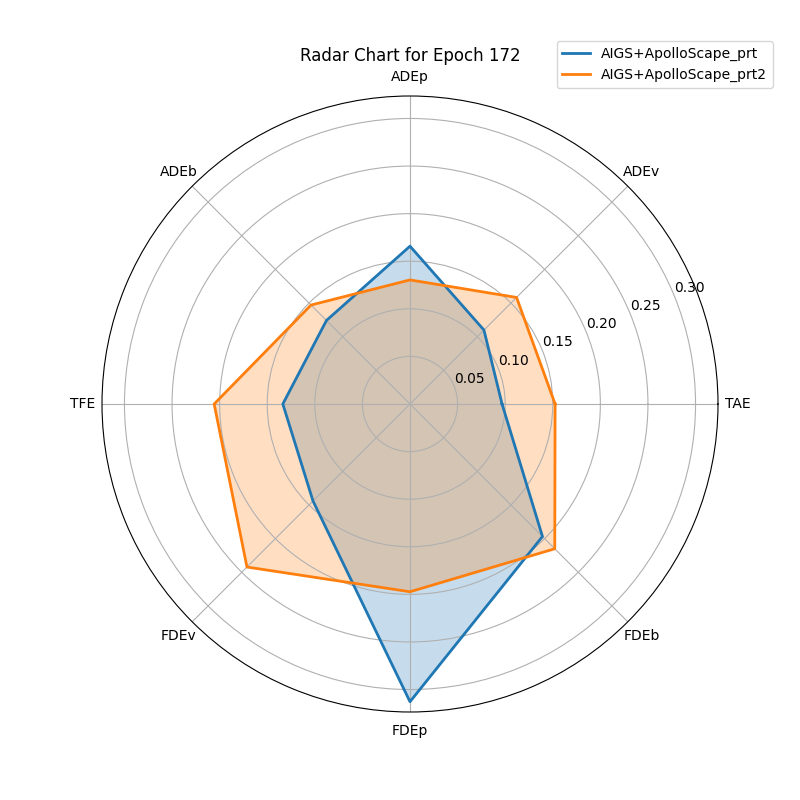 Radar Chart for Epoch 172
AIGS+ApolloScape_prt
AIGS+ApolloScape_prt2
ADEp
ADEb
ADEv
0.30
0.25
0.20
0.15
0.10
0.05
TFE
TAE
FDEv
FDEb
FDEp